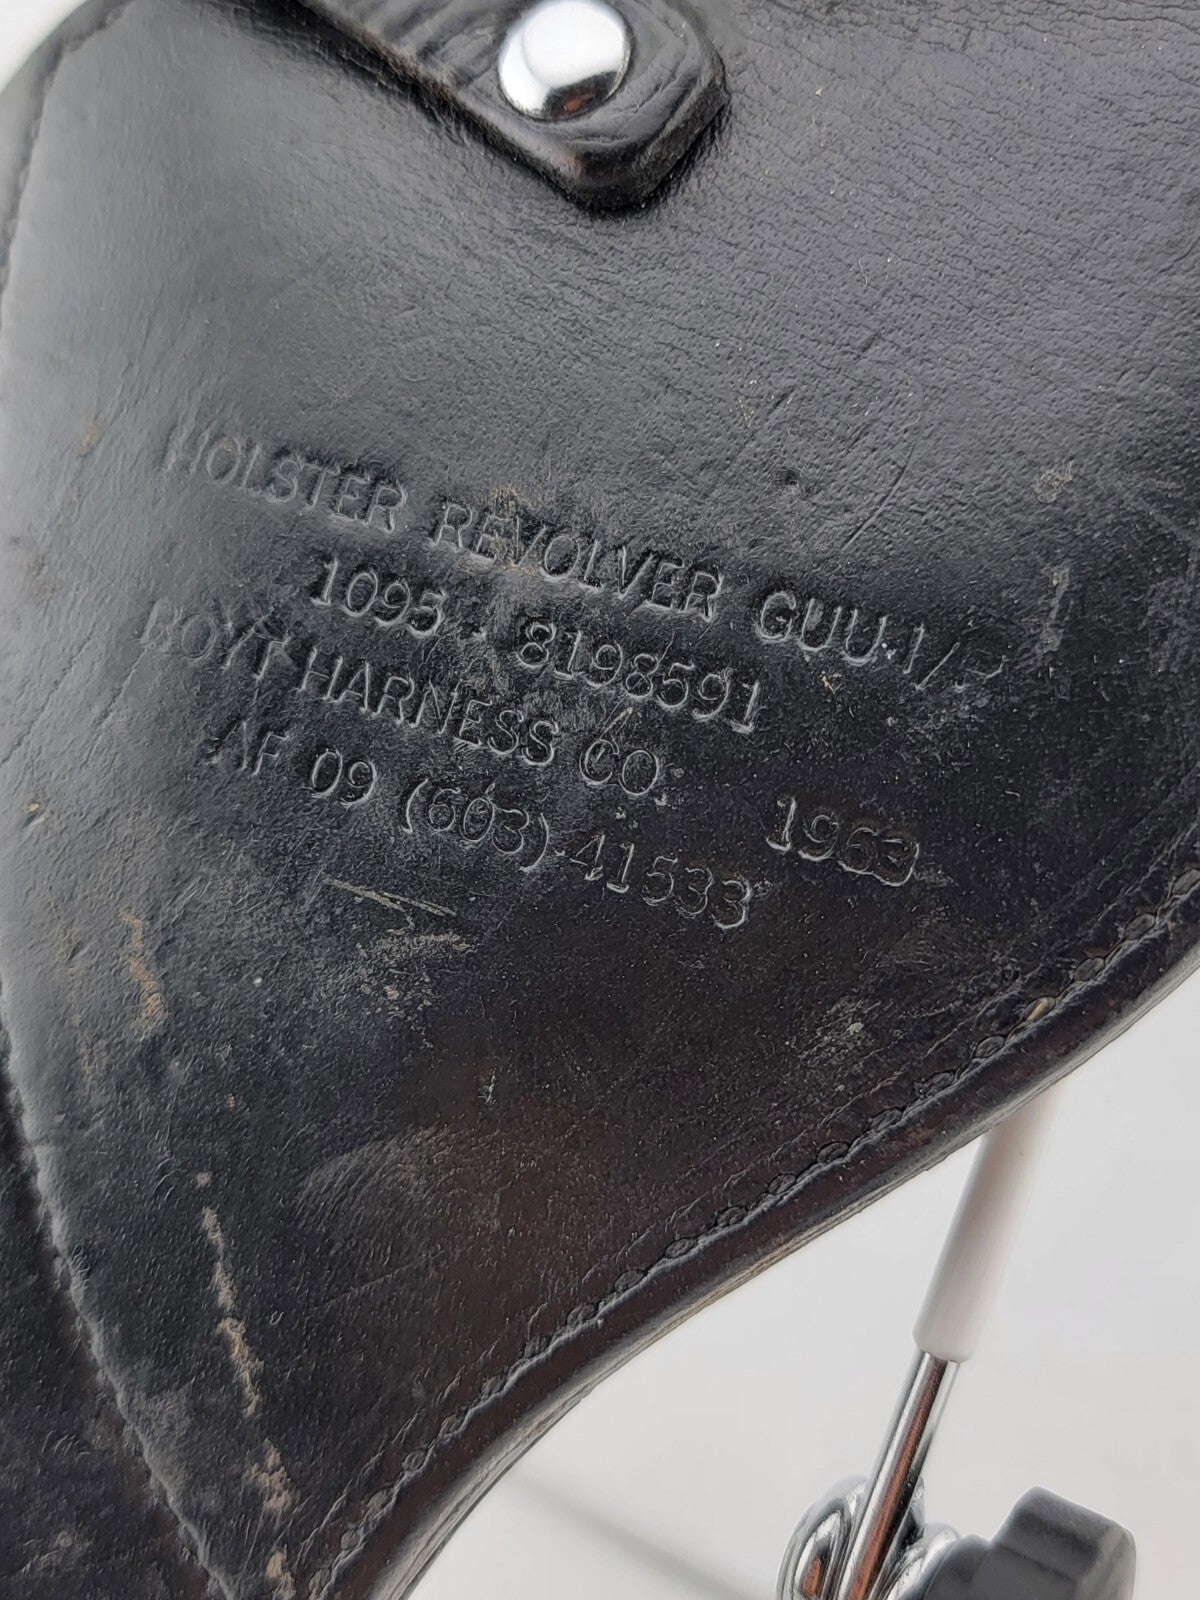 HOLSTER REVOLVER GUU-1/P
1095-8198591
BOYT HARNESS CO. 1963
AF 09 (603)-41533